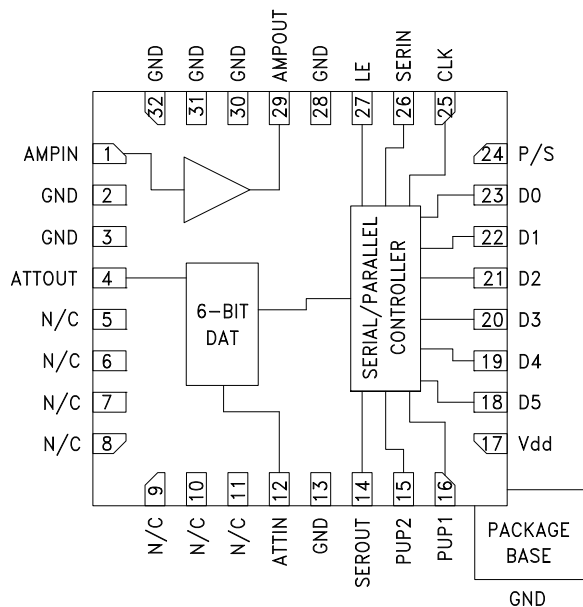 GND
GND
GND
AMPOUT
GND
LE
SERIN
CLK
32
31
30
29
28
27
26
25
AMPIN 1
GND 2
GND 3
ATTOUT 4
N/C 5
N/C 6
N/C 7
N/C 8
6-BIT
DAT
SERIAL/PARALLEL
CONTROLLER
24 P/S
23 D0
22 D1
21 D2
20 D3
19 D4
18 D5
17 Vdd
9
10
11
12
13
14
15
16
N/C
N/C
N/C
ATTIN
GND
SEROUT
PUP2
PUP1
PACKAGE
BASE
GND